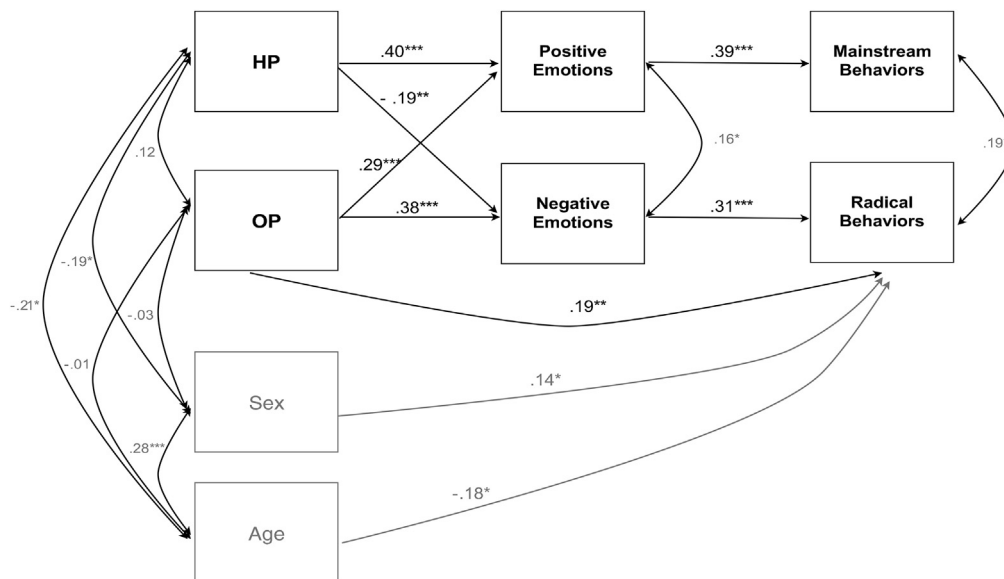 HP
.40***
Positive
Emotions
.39***
Mainstream
Behaviors
- .19**
.12
.16*
.19
.29***
OP
.38***
Negative
Emotions
.31***
Radical
Behaviors
-.19*
-.21*
-.03
.19**
-.01
.14*
Sex
.28***
-.18*
Age